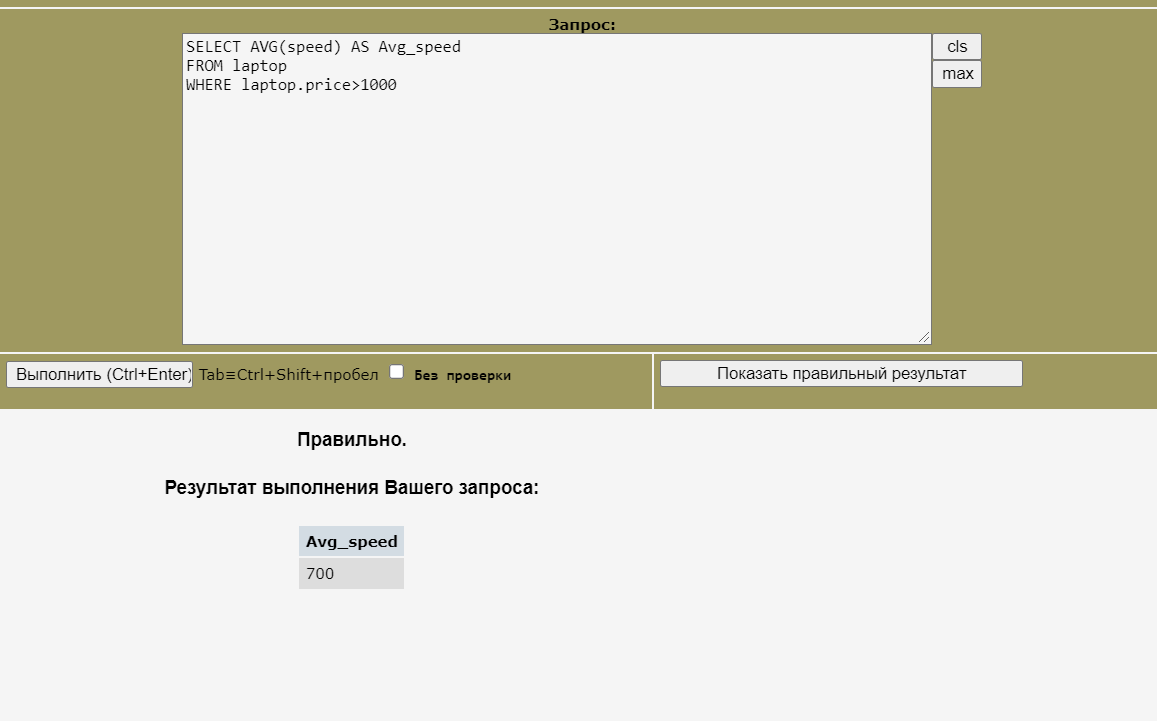 Запрос:
SELECT AVG(speed) AS Avg_speed
FROM laptop
WHERE laptop.price>1000
cls
max
Выполнить (Ctrl+Enter)
Tab≡Ctrl+Shift+пробел
Без проверки
Показать правильный результат
Правильно.
Результат выполнения Вашего запроса:
Avg_speed
700